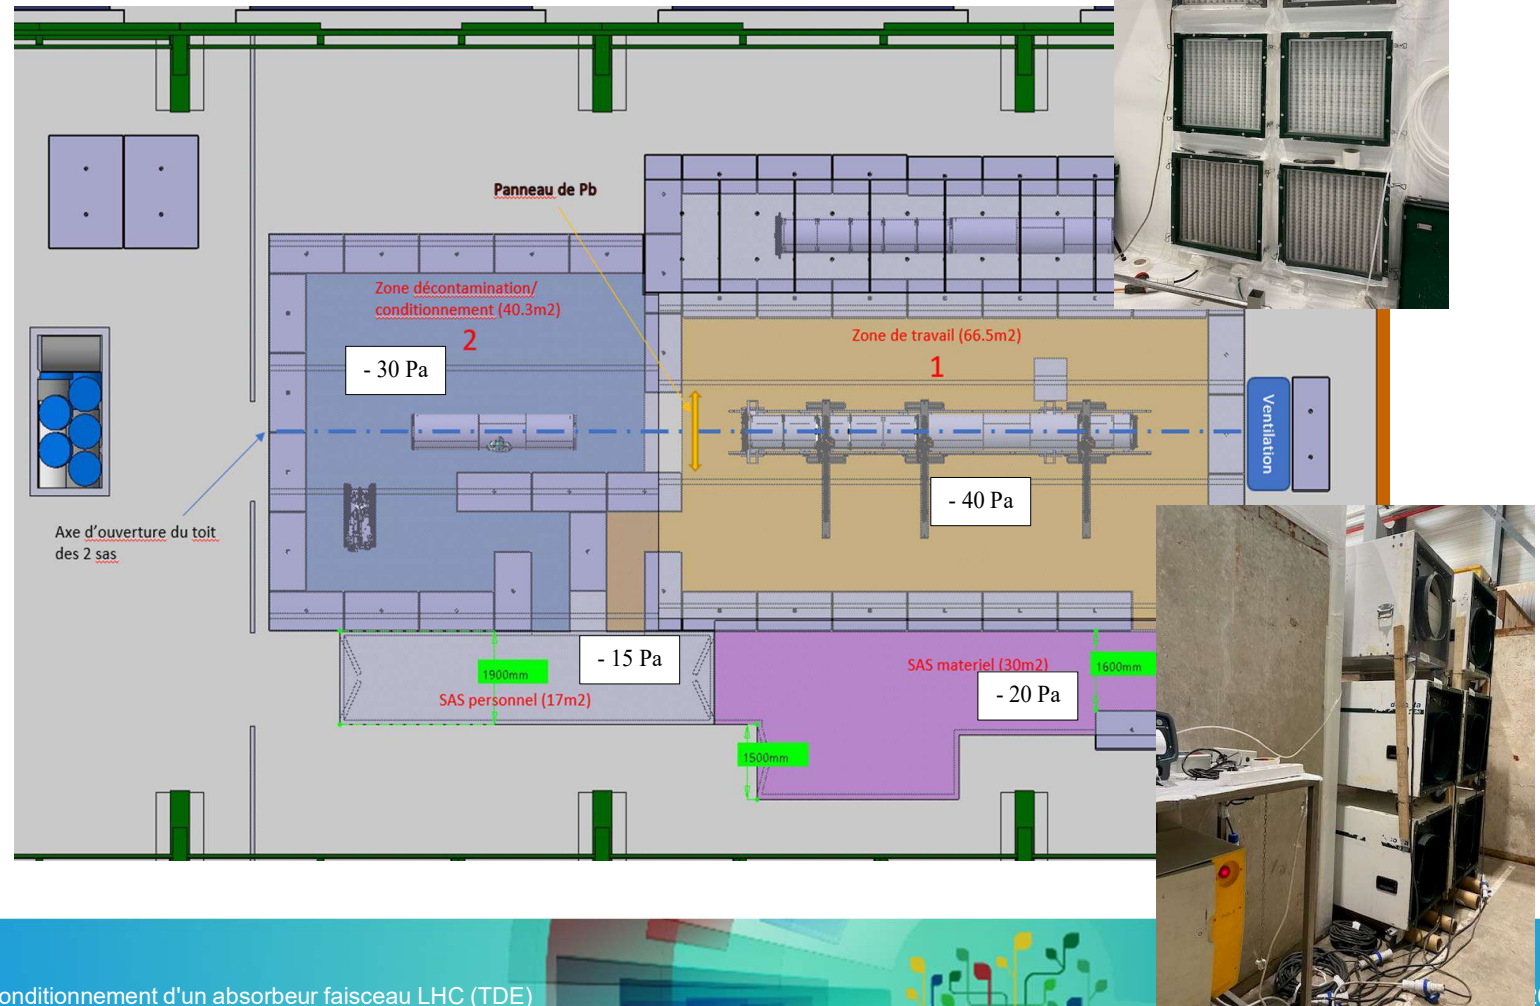 Panneau de Pb
Zone décontamination/
conditionnement (40.3m2)
2
- 30 Pa
Zone de travail (66.5m2)
1
Ventilation
- 40 Pa
Axe d'ouverture du toit
des 2 sas
- 15 Pa
1900mm
SAS personnel (17m2)
SAS materiel (30m2)
1600mm
- 20 Pa
1500mm
onditionnement d'un absorbeur faisceau LHC (TDE)